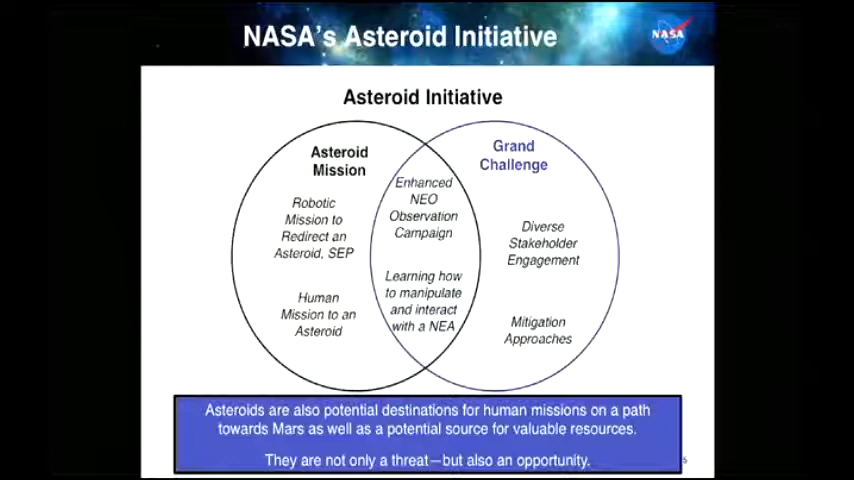 NASA's Asteroid Initiative
NASA
Asteroid Initiative
Asteroid
Mission
Robotic
Mission to
Redirect an
Asteroid, SEP
Human
Mission to an
Asteroid
Enhanced
NEO
Observation
Campaign
Learning how
to manipulate
and interact
with a NEA
Grand
Challenge
Diverse
Stakeholder
Engagement
Mitigation
Approaches
Asteroids are also potential destinations for human missions on a path
towards Mars as well as a potential source for valuable resources.
They are not only a threat—but also an opportunity.